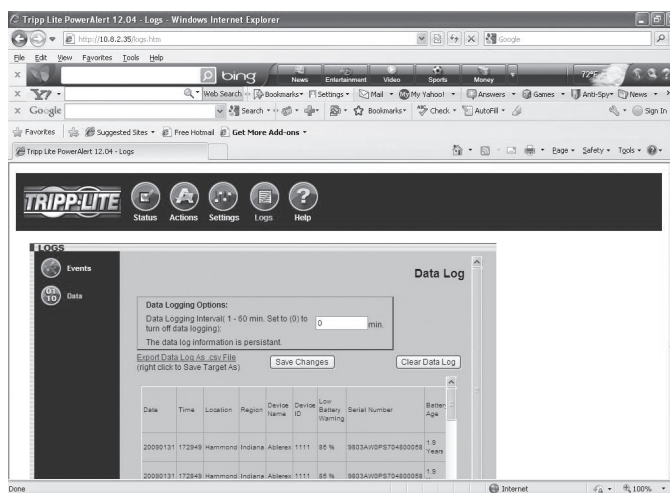 Tripp Lite PowerAlert 12.04 - Logs - Windows Internet Explorer
http://10.8.2.35/logs.htm
Google
File Edit View Favorites Tools Help
bing News Entertainment Video Sports Money 72°F
Web Search Bookmarks Settings Mail My Yahoo! Answers Games Anti-Spy News
Google Search Bookmarks Check AutoFill Sign In
Favorites Suggested Sites Free Hotmail Get More Add-ons
Tripp Lite PowerAlert 12.04 - Logs
Page Safety Tools
TRIPP-LITE
Status Actions Settings Logs Help
LOGS
Events
Data
Data Log
Data Logging Options:
Data Logging Interval( 1 - 60 min. Set to (0) to turn off data logging):
0 min.
The data log information is persistant.
Export Data Log As .csv File
(right click to Save Target As)
Save Changes
Clear Data Log
Date Time Location Region Device Name Device ID Low Battery Warning Serial Number Battery Age
20090131 172949 Hammond Indiana Ablerex 1111 85 % 9803AW0PS704800058 1.9 Years
20090131 172849 Hammond Indiana Ablerex 1111 85 % 9803AW0PS704800058 1.9
Done
Internet
100%